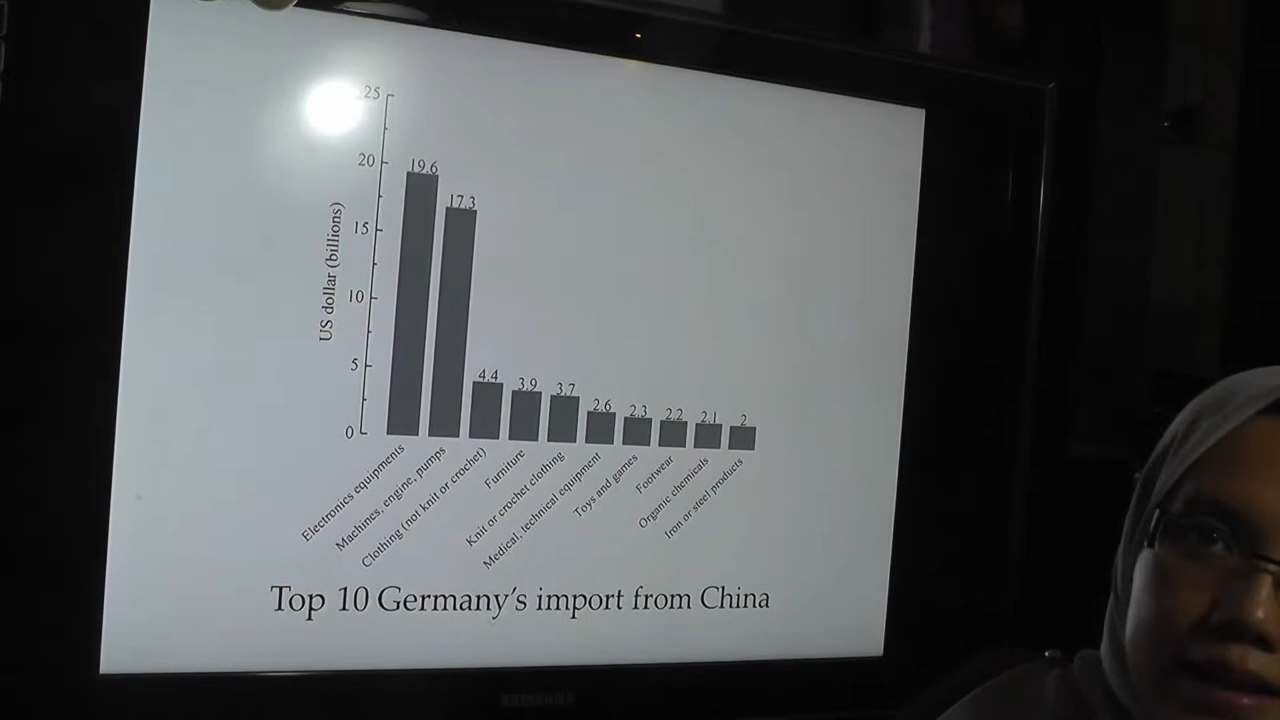 25
20
15
10
5
0
US dollar (billions)
19.6
17.3
4.4
3.9
3.7
2.6
2.3
2.2
2.1
2
Electronics equipments
Machines, engine, pumps
Clothing (not knit or crochet)
Furniture
Knit or crochet clothing
Medical, technical equipment
Toys and games
Footwear
Organic chemicals
Iron or steel products
Top 10 Germany's import from China
SAMSUNG